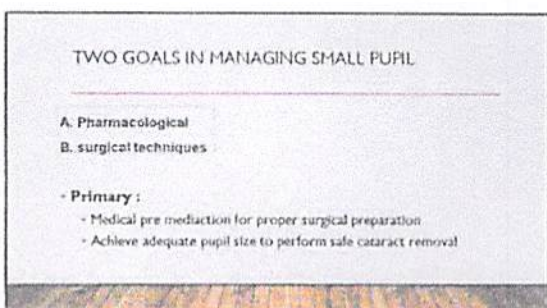 TWO GOALS IN MANAGING SMALL PUPIL
A. Pharmacological
B. surgical techniques
- Primary :
- Medical pre mediaction for proper surgical preparation
- Achieve adequate pupil size to perform safe cataract removal